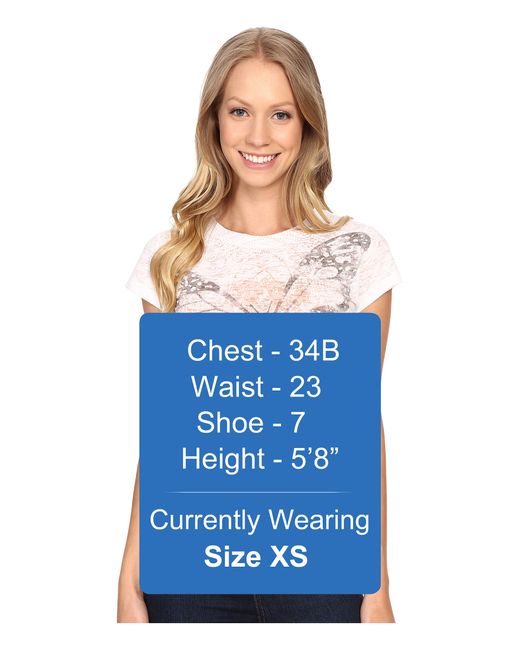 Chest - 34B
Waist - 23
Shoe - 7
Height - 5’8”
Currently Wearing
Size XS